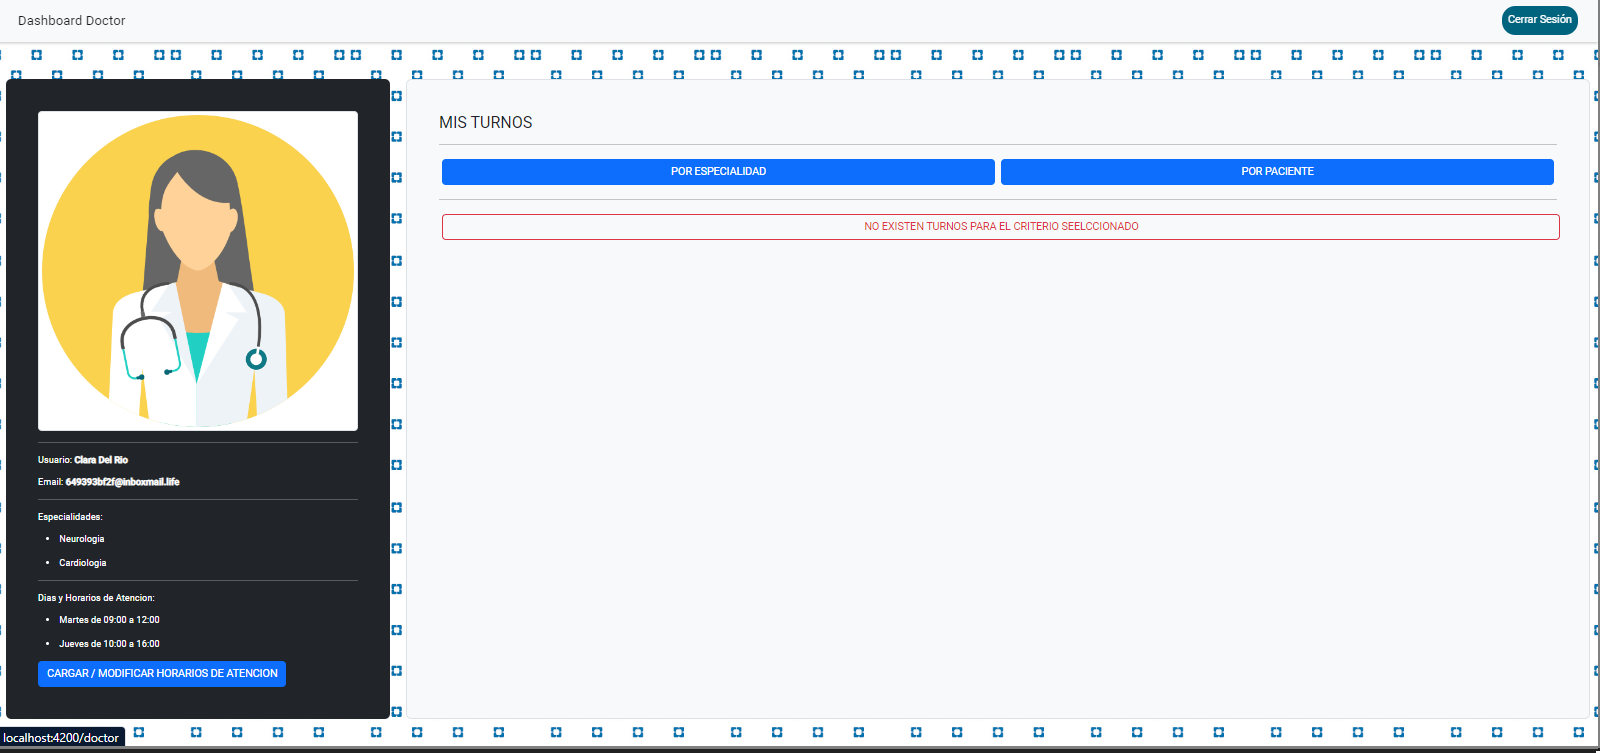 Dashboard Doctor
Cerrar Sesión
Usuario: Clara Del Rio
Email: 649393bf2f@inboxmail.life
Especialidades:
Neurologia
Cardiologia
Dias y Horarios de Atencion:
Martes de 09:00 a 12:00
Jueves de 10:00 a 16:00
CARGAR / MODIFICAR HORARIOS DE ATENCION
MIS TURNOS
POR ESPECIALIDAD
POR PACIENTE
NO EXISTEN TURNOS PARA EL CRITERIO SEELCCIONADO
localhost:4200/doctor